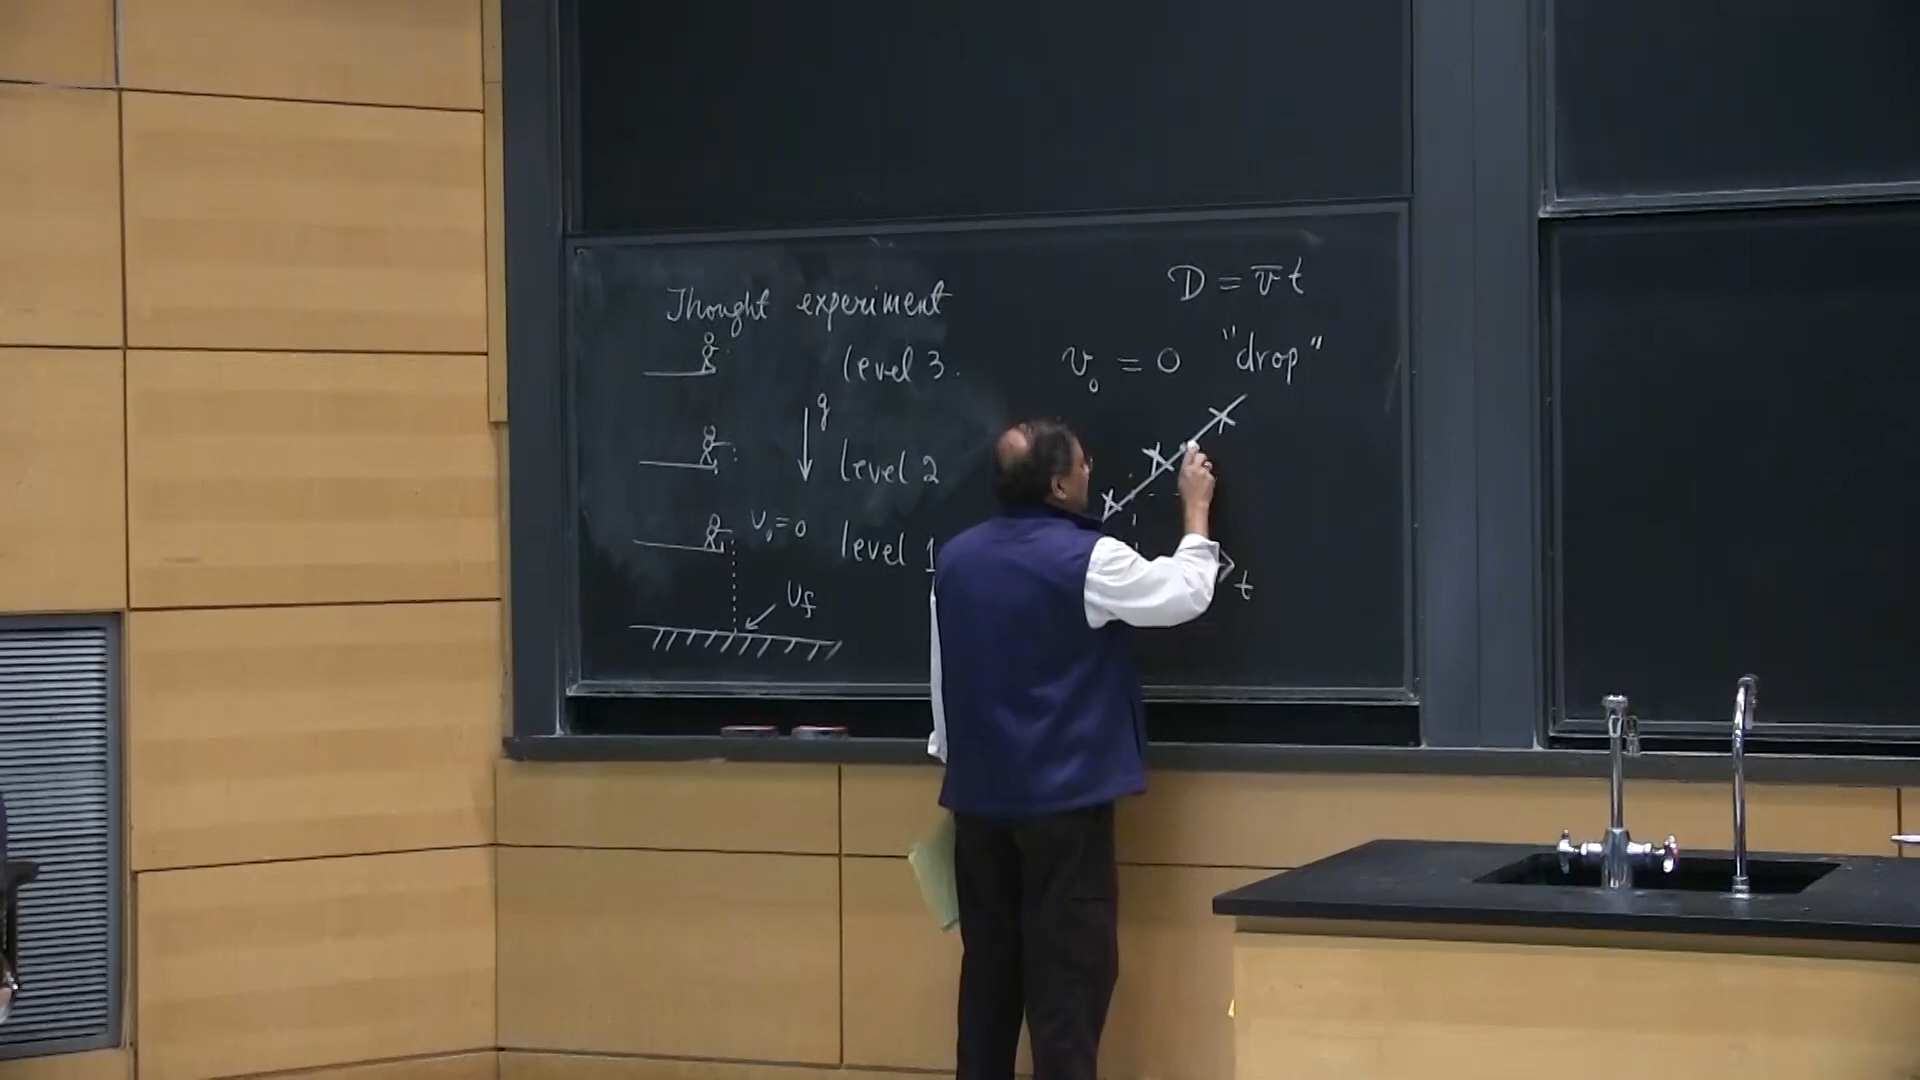 Thought experiment
level 3.
g
level 2
v₀ = 0 level 1
v_f
D = v̄ t
v₀ = 0 "drop"
t